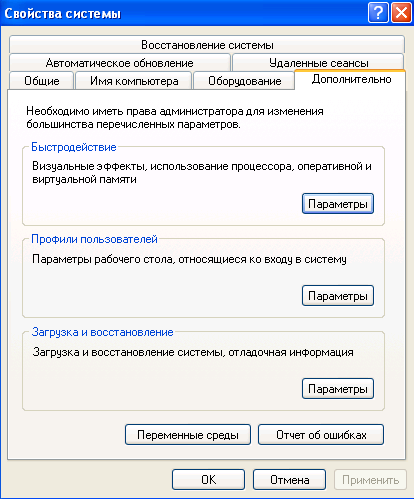 Свойства системы
Восстановление системы
Автоматическое обновление
Удаленные сеансы
Общие
Имя компьютера
Оборудование
Дополнительно
Необходимо иметь права администратора для изменения
большинства перечисленных параметров.
Быстродействие
Визуальные эффекты, использование процессора, оперативной и
виртуальной памяти
Параметры
Профили пользователей
Параметры рабочего стола, относящиеся ко входу в систему
Параметры
Загрузка и восстановление
Загрузка и восстановление системы, отладочная информация
Параметры
Переменные среды
Отчет об ошибках
OK
Отмена
Применить